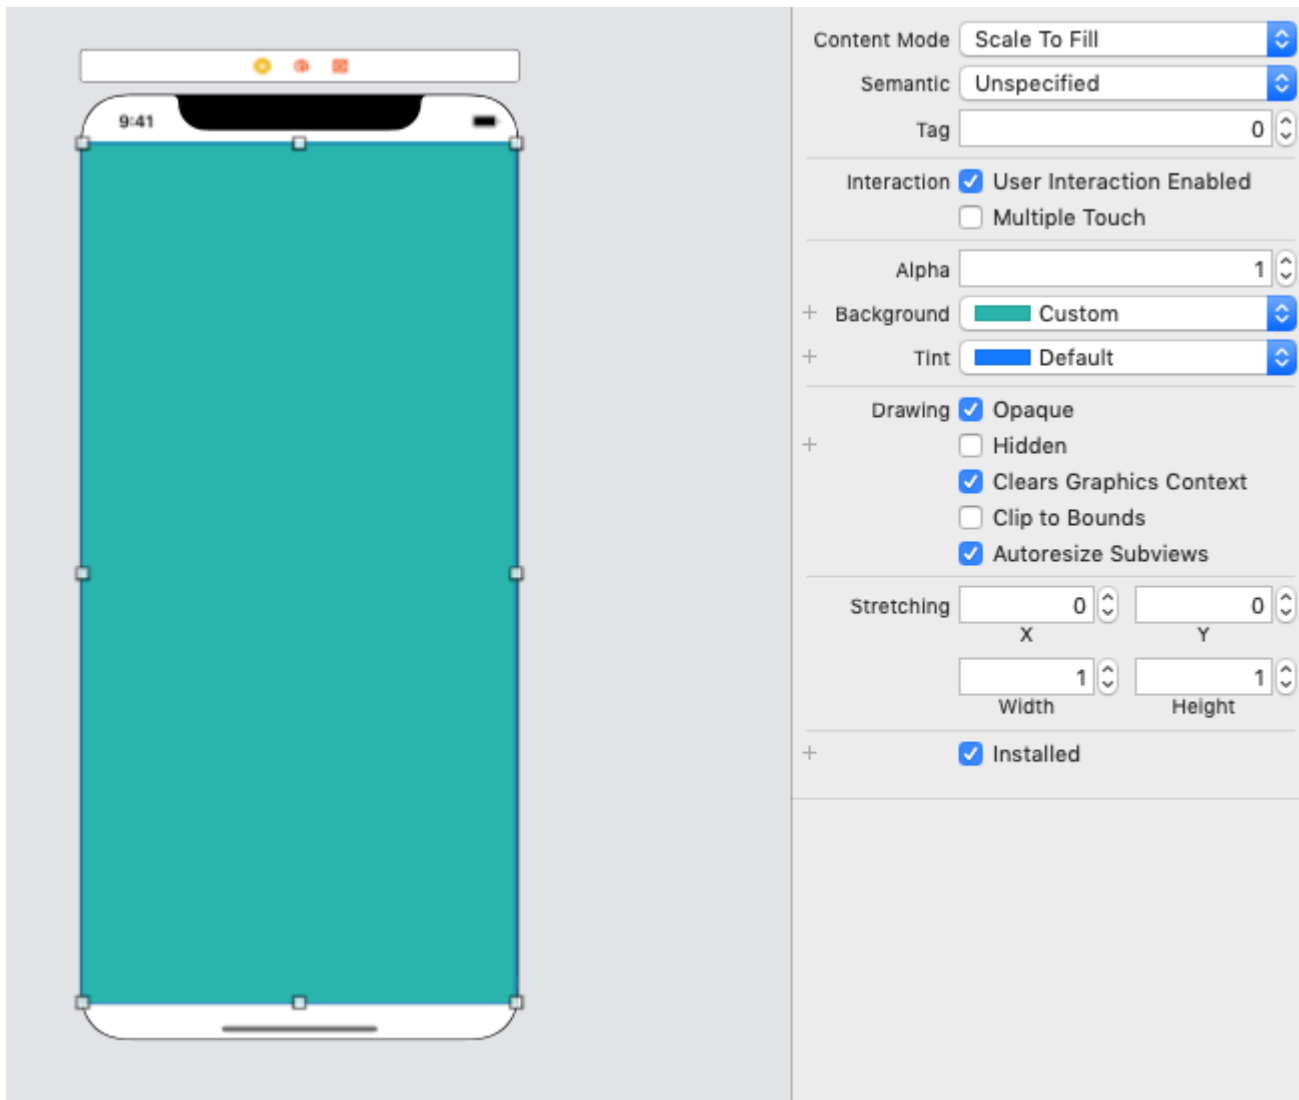 9:41
Content Mode Scale To Fill
Semantic Unspecified
Tag 0
Interaction User Interaction Enabled
Multiple Touch
Alpha 1
+ Background Custom
+ Tint Default
Drawing Opaque
+ Hidden
Clears Graphics Context
Clip to Bounds
Autoresize Subviews
Stretching 0 0
X Y
1 1
Width Height
+ Installed